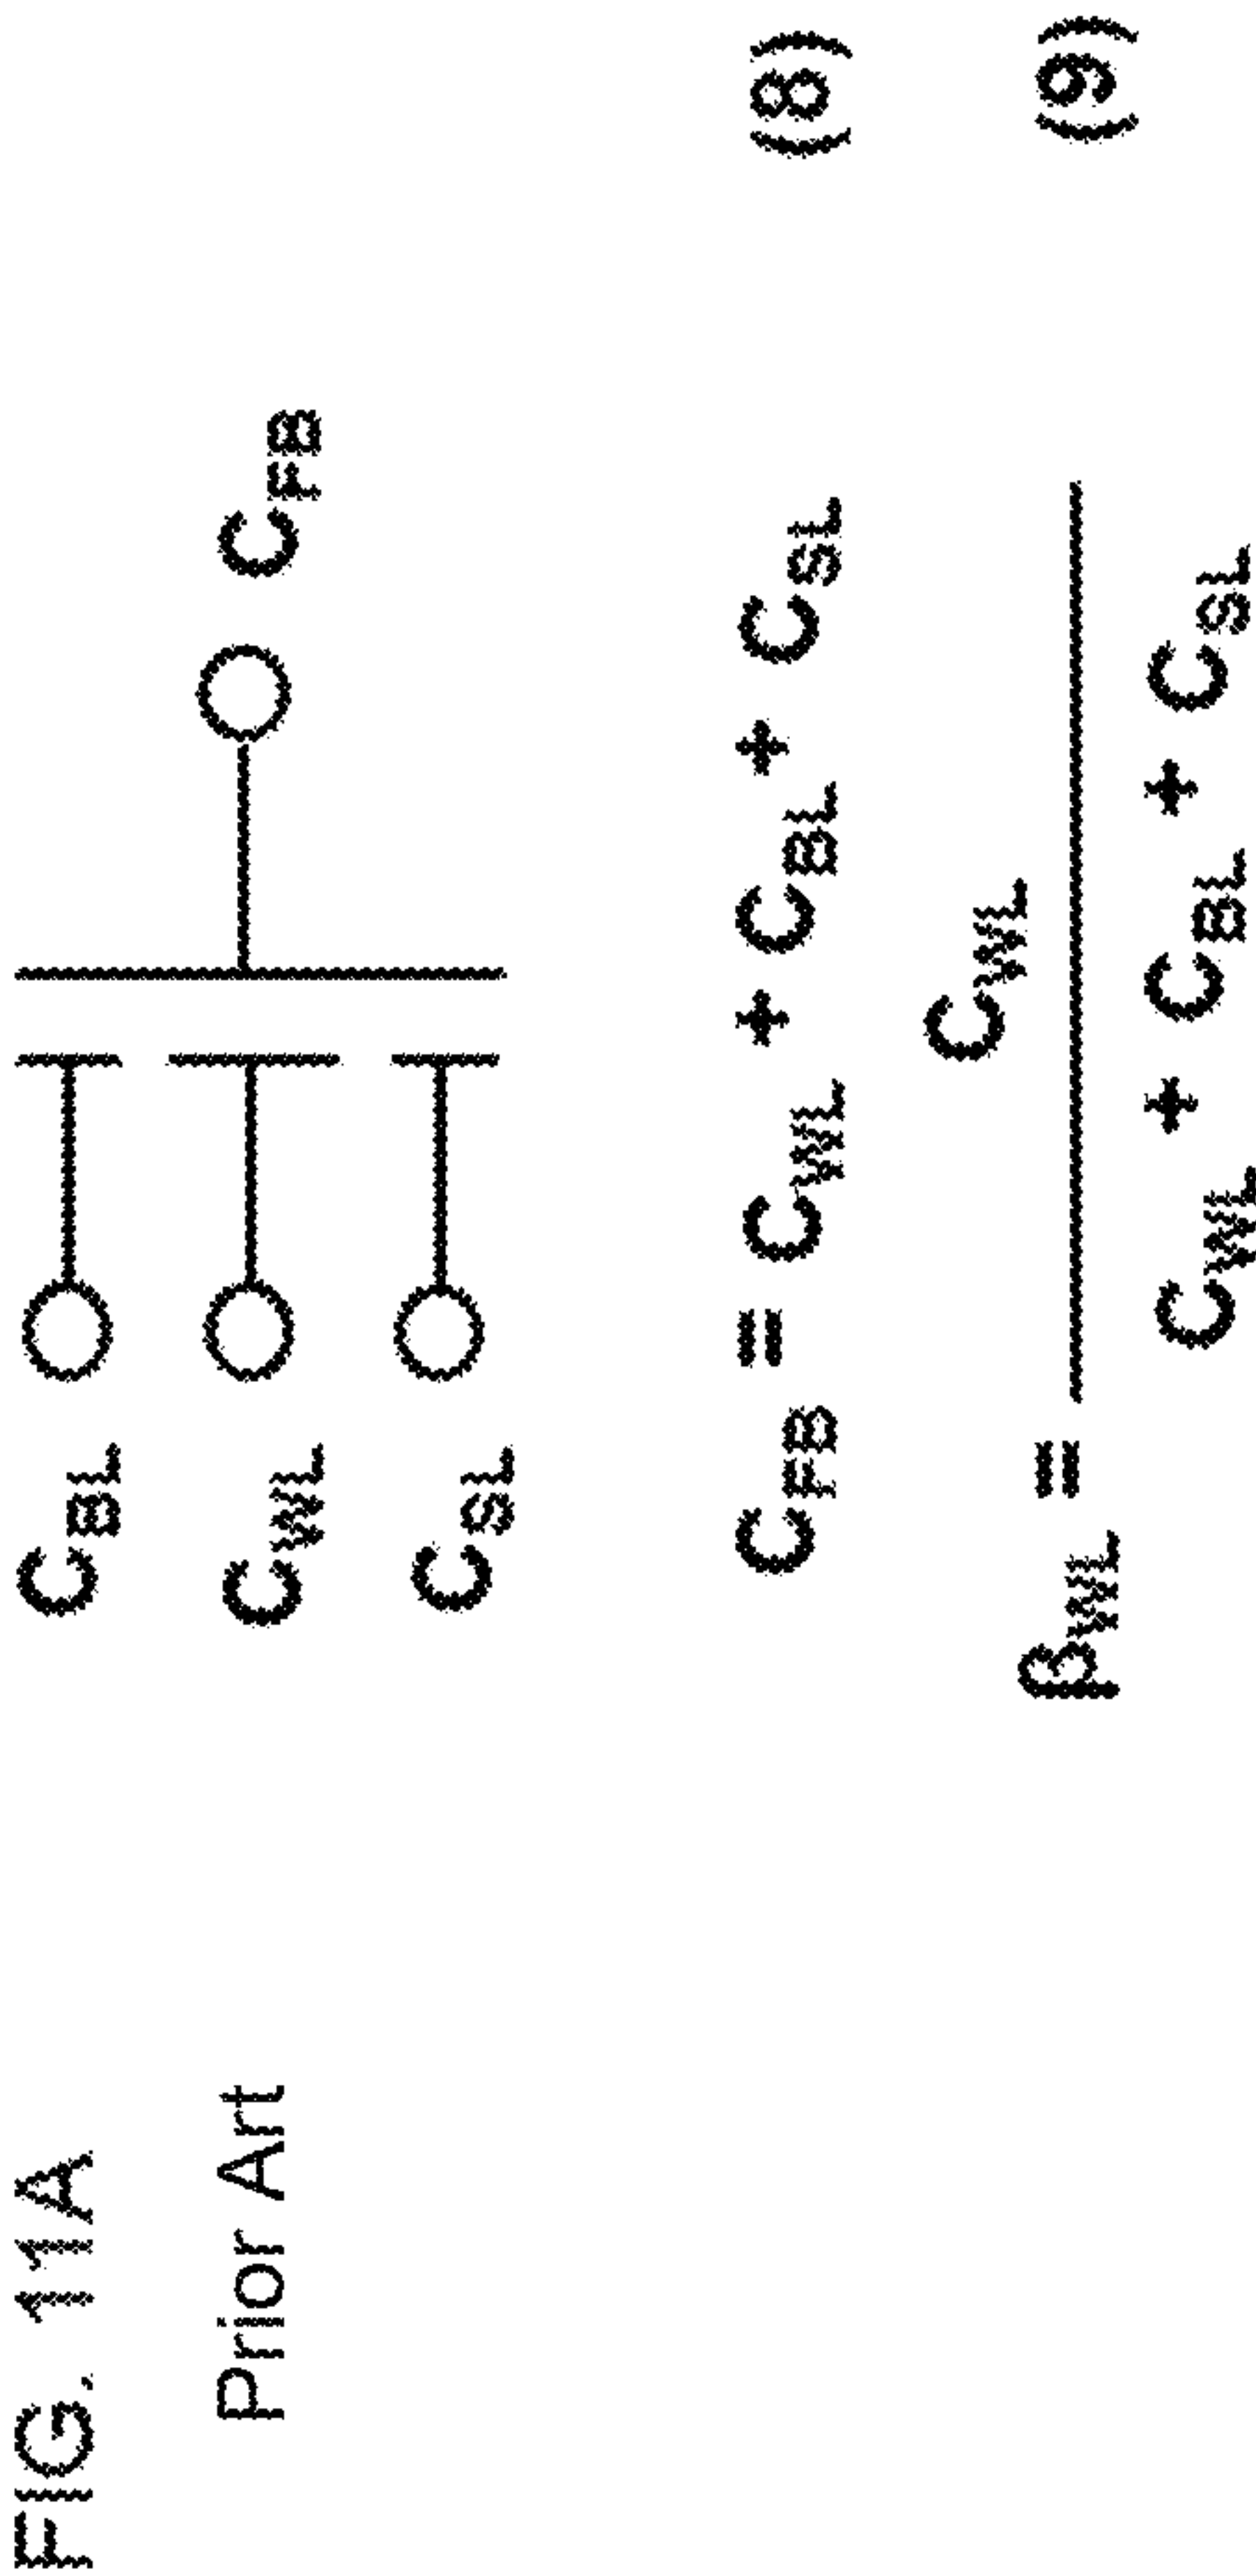 FIG. 11A
Prior Art
C_BL
C_WL
C_SL
C_FB
C_FB = C_WL + C_BL + C_SL (8)
C_WL
β_WL = (9)
C_WL + C_BL + C_SL